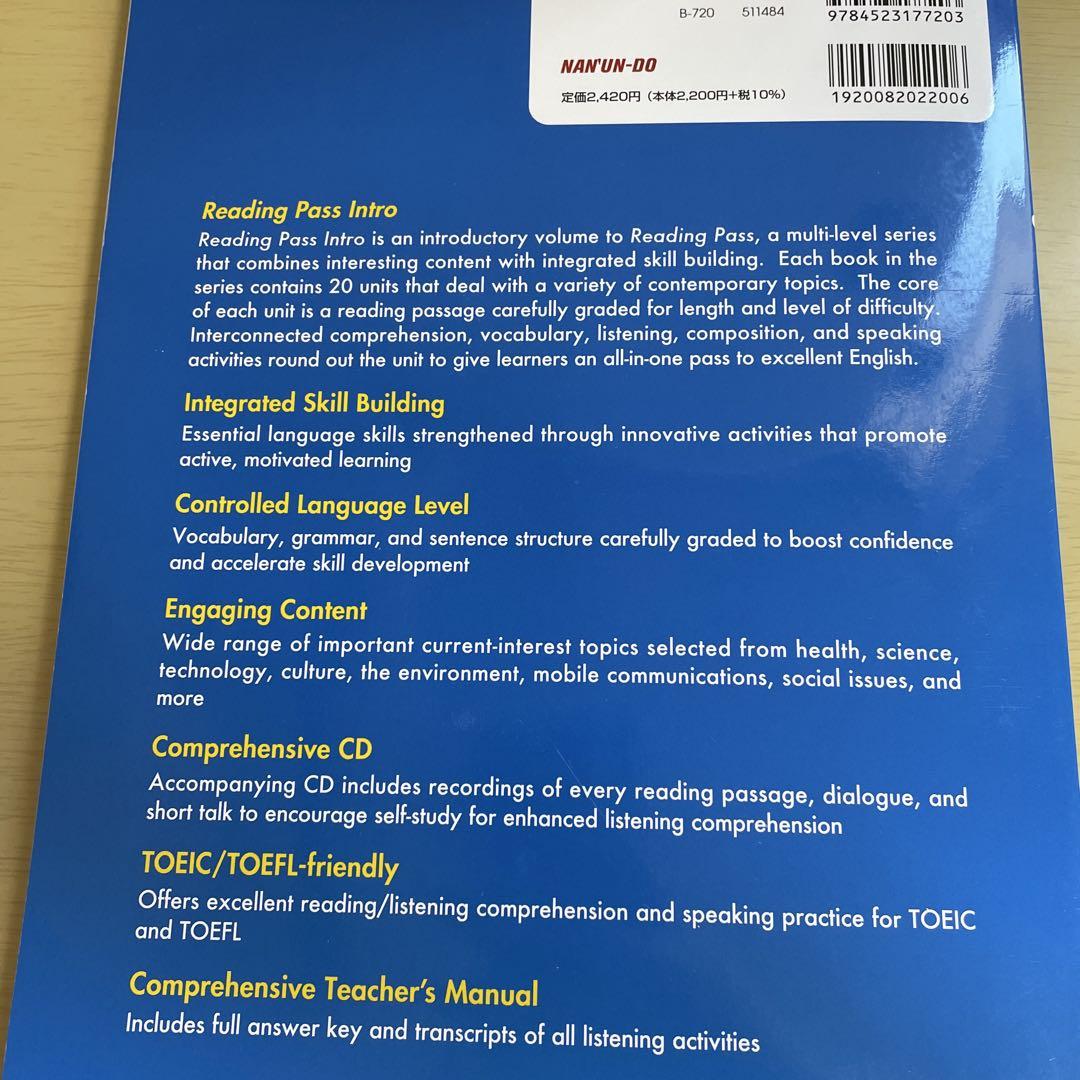 B-720 511484
9784523177203
NAN'UN-DO
定価2,420円（本体2,200円+税10%）
1920082022006
Reading Pass Intro
Reading Pass Intro is an introductory volume to Reading Pass, a multi-level series
that combines interesting content with integrated skill building. Each book in the
series contains 20 units that deal with a variety of contemporary topics. The core
of each unit is a reading passage carefully graded for length and level of difficulty.
Interconnected comprehension, vocabulary, listening, composition, and speaking
activities round out the unit to give learners an all-in-one pass to excellent English.
Integrated Skill Building
Essential language skills strengthened through innovative activities that promote
active, motivated learning
Controlled Language Level
Vocabulary, grammar, and sentence structure carefully graded to boost confidence
and accelerate skill development
Engaging Content
Wide range of important current-interest topics selected from health, science,
technology, culture, the environment, mobile communications, social issues, and
more
Comprehensive CD
Accompanying CD includes recordings of every reading passage, dialogue, and
short talk to encourage self-study for enhanced listening comprehension
TOEIC/TOEFL-friendly
Offers excellent reading/listening comprehension and speaking practice for TOEIC
and TOEFL
Comprehensive Teacher's Manual
Includes full answer key and transcripts of all listening activities